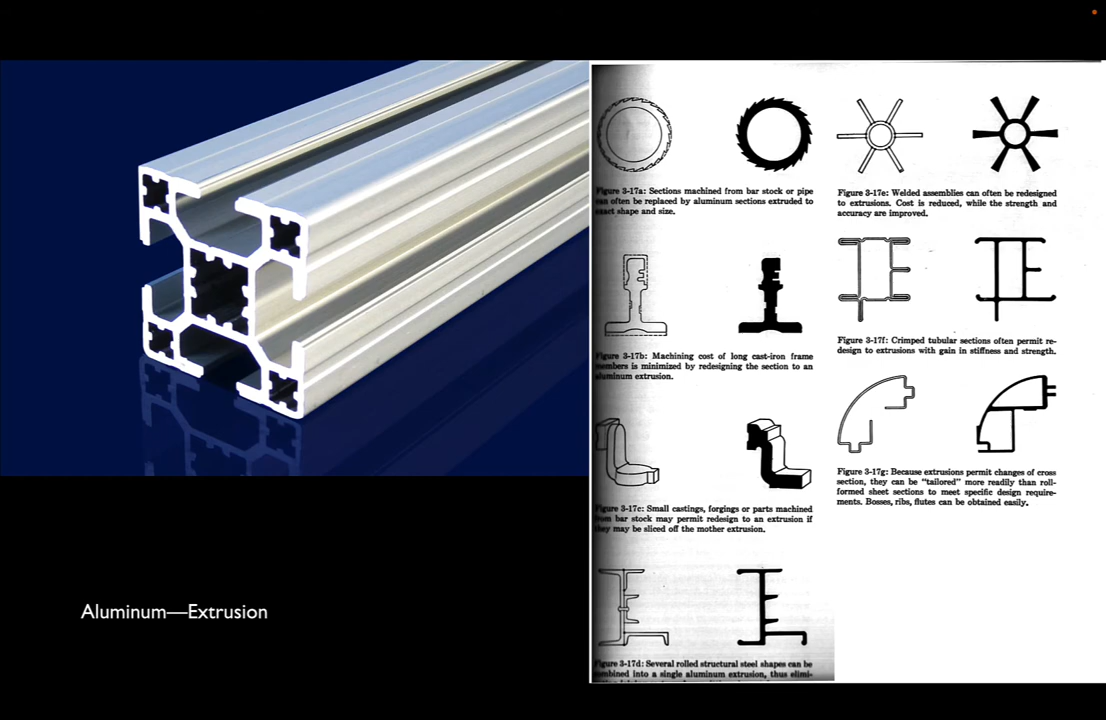 Figure 3-17a: Sections machined from bar stock or pipe
can often be replaced by aluminum sections extruded to
exact shape and size.
Figure 3-17b: Machining cost of long cast-iron frame
members is minimized by redesigning the section to an
aluminum extrusion.
Figure 3-17c: Small castings, forgings or parts machined
from bar stock may permit redesign to an extrusion if
they may be sliced off the mother extrusion.
Figure 3-17d: Several rolled structural steel shapes can be
combined into a single aluminum extrusion, thus elimi-
Figure 3-17e: Welded assemblies can often be redesigned
to extrusions. Cost is reduced, while the strength and
accuracy are improved.
Figure 3-17f: Crimped tubular sections often permit re-
design to extrusions with gain in stiffness and strength.
Figure 3-17g: Because extrusions permit changes of cross
section, they can be "tailored" more readily than roll-
formed sheet sections to meet specific design require-
ments. Bosses, ribs, flutes can be obtained easily.
Aluminum—Extrusion